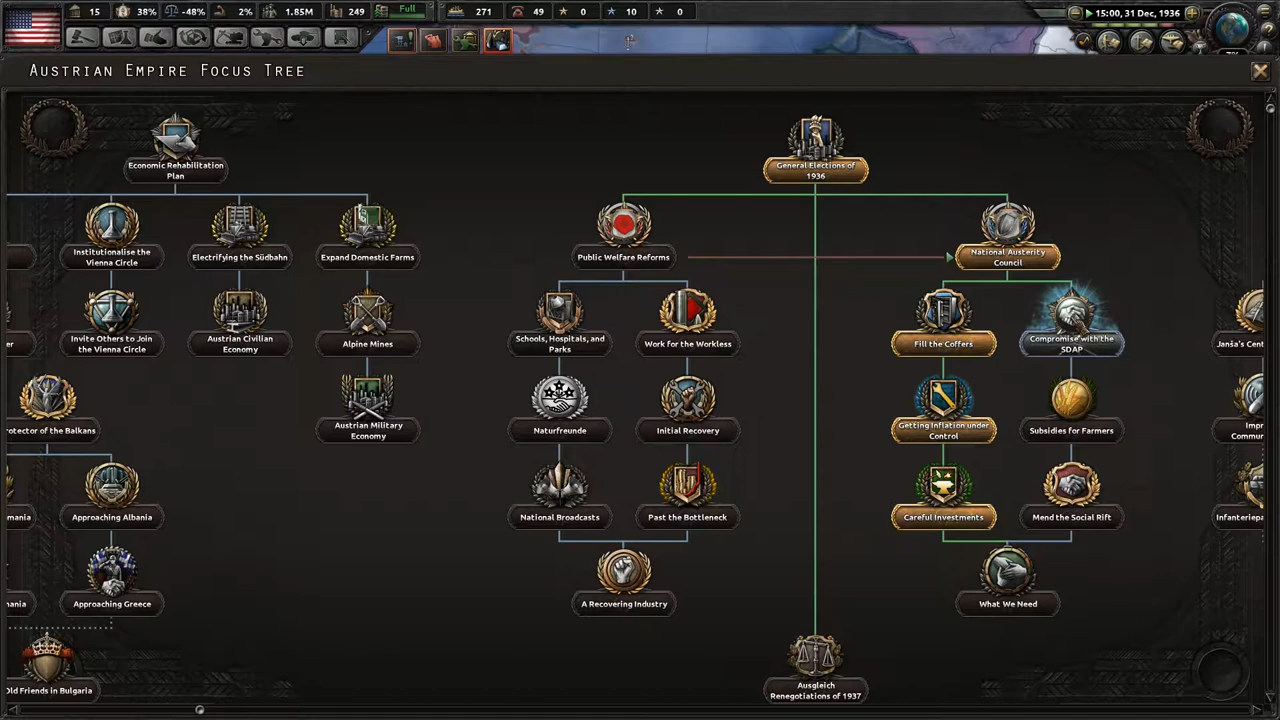 15
38%
-48%
2%
1.85M
249
Full
271
49
0
10
0
15:00, 31 Dec, 1936
AUSTRIAN EMPIRE FOCUS TREE
Economic Rehabilitation
Plan
General Elections of
1936
Institutionalise the
Vienna Circle
Electrifying the Südbahn
Expand Domestic Farms
Public Welfare Reforms
National Austerity
Council
Invite Others to Join
the Vienna Circle
Austrian Civilian
Economy
Alpine Mines
Schools, Hospitals, and
Parks
Work for the Workless
Fill the Coffers
Compromise with the
SDAP
Janša's Cent
rotector of the Balkans
Austrian Military
Economy
Naturfreunde
Initial Recovery
Getting Inflation under
Control
Subsidies for Farmers
Impr
Commun
mania
Approaching Albania
National Broadcasts
Past the Bottleneck
Careful Investments
Mend the Social Rift
Infanteriepa
mania
Approaching Greece
A Recovering Industry
What We Need
Old Friends in Bulgaria
Ausgleich
Renegotiations of 1937